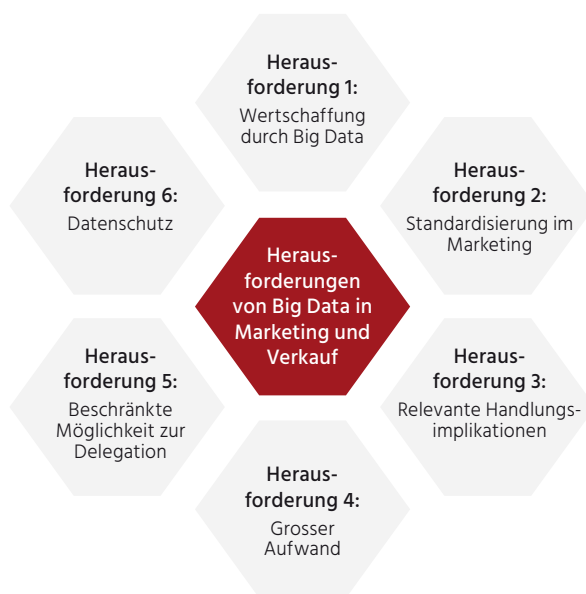 Heraus-
forderung 1:
Wertschaffung
durch Big Data
Heraus-
forderung 6:
Datenschutz
Heraus-
forderung 2:
Standardisierung im
Marketing
Heraus-
forderungen
von Big Data in
Marketing und
Verkauf
Heraus-
forderung 5:
Beschränkte
Möglichkeit zur
Delegation
Heraus-
forderung 3:
Relevante Handlungs-
implikationen
Heraus-
forderung 4:
Grosser
Aufwand